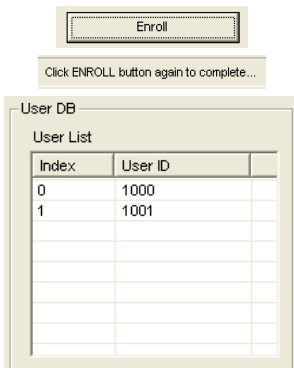 Enroll
Click ENROLL button again to complete...
User DB
User List
Index User ID
0 1000
1 1001